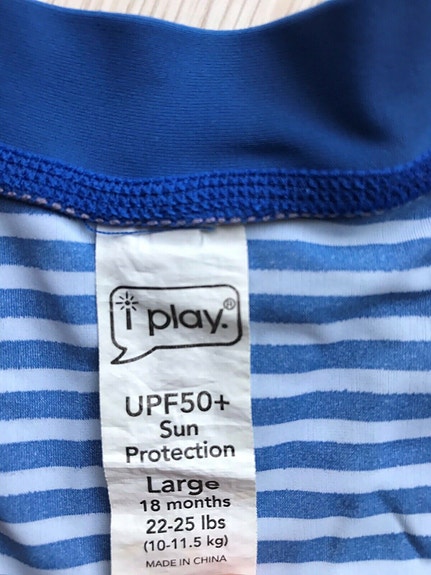 i play.®
UPF50+
Sun
Protection
Large
18 months
22-25 lbs
(10-11.5 kg)
MADE IN CHINA